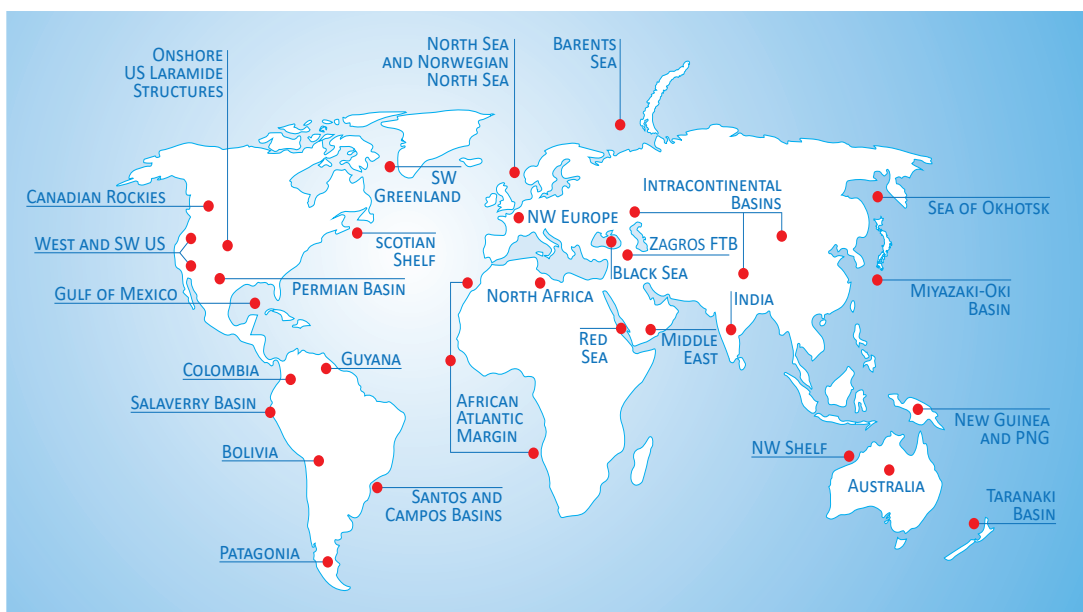 Onshore
US Laramide
Structures
North Sea
and Norwegian
North Sea
Barents
Sea
SW
Greenland
Canadian Rockies
Intracontinental
Basins
Sea of Okhotsk
NW Europe
West and SW US
scotian
Shelf
Zagros FTB
Black Sea
Permian Basin
Gulf of Mexico
North Africa
India
Miyazaki-Oki
Basin
Red
Sea
Middle
East
Guyana
Colombia
Salaverry Basin
African
Atlantic
Margin
New Guinea
and PNG
Bolivia
NW Shelf
Australia
Santos and
Campos Basins
Taranaki
Basin
Patagonia